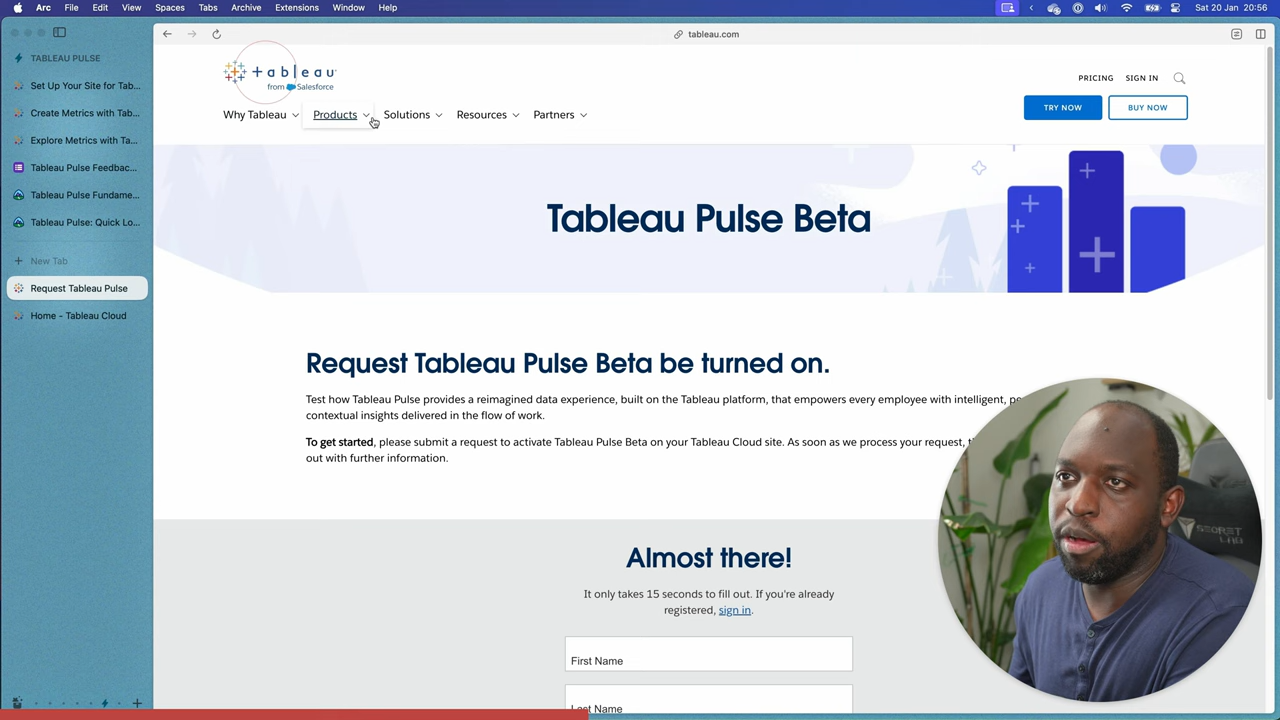 Arc File Edit View Spaces Tabs Archive Extensions Window Help
Sat 20 Jan 20:56
TABLEAU PULSE
Set Up Your Site for Tab...
Create Metrics with Tab...
Explore Metrics with Ta...
Tableau Pulse Feedbac...
Tableau Pulse Fundame...
Tableau Pulse: Quick Lo...
New Tab
Request Tableau Pulse
Home - Tableau Cloud
tableau.com
+ableau
from Salesforce
PRICING SIGN IN
Why Tableau Products Solutions Resources Partners
TRY NOW BUY NOW
Tableau Pulse Beta
Request Tableau Pulse Beta be turned on.
Test how Tableau Pulse provides a reimagined data experience, built on the Tableau platform, that empowers every employee with intelligent,
contextual insights delivered in the flow of work.
To get started, please submit a request to activate Tableau Pulse Beta on your Tableau Cloud site. As soon as we process your request,
out with further information.
Almost there!
It only takes 15 seconds to fill out. If you're already
registered, sign in.
First Name
Last Name
SECRET
LAB